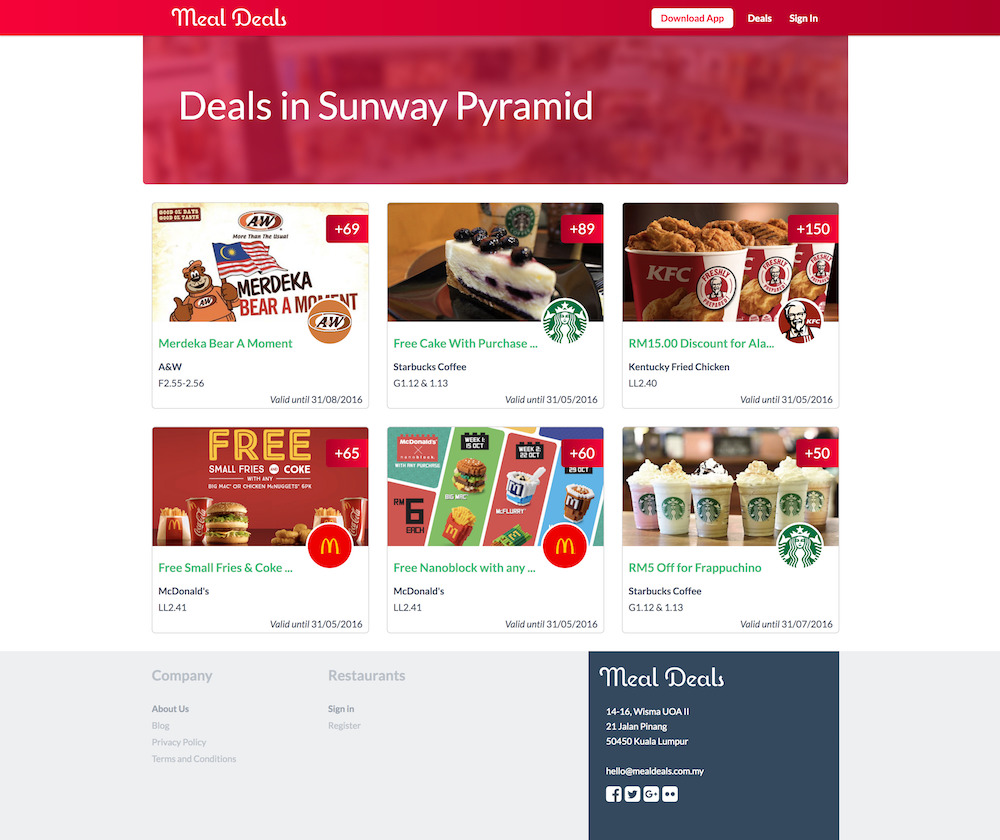 Meal Deals
Download App
Deals
Sign In
Deals in Sunway Pyramid
GOOD OL' DAYS
GOOD OL' TASTE
A&W
More Than The Usual
+69
MERDEKA
BEAR A MOMENT
A&W
A&W
Merdeka Bear A Moment
A&W
F2.55-2.56
Valid until 31/08/2016
+89
Free Cake With Purchase ...
Starbucks Coffee
G1.12 & 1.13
Valid until 31/05/2016
+150
KFC
FRESHLY
PREPARED
FRESHLY
PREPARED
FRESHLY
KFC
RM15.00 Discount for Ala...
Kentucky Fried Chicken
LL2.40
Valid until 31/05/2016
FREE
SMALL FRIES AND COKE
WITH ANY
BIG MAC® OR CHICKEN McNUGGETS® 6PK
+65
Free Small Fries & Coke ...
McDonald's
LL2.41
Valid until 31/05/2016
McDonald's
X
nanoblock
WITH ANY PURCHASE
WEEK 1:
15 OCT
WEEK 2:
22 OCT
29 OCT
+60
RM
6
EACH
BIG MAC
McFLURRY
Free Nanoblock with any ...
McDonald's
LL2.41
Valid until 31/05/2016
+50
RM5 Off for Frappuchino
Starbucks Coffee
G1.12 & 1.13
Valid until 31/07/2016
Company
About Us
Blog
Privacy Policy
Terms and Conditions
Restaurants
Sign in
Register
Meal Deals
14-16, Wisma UOA II
21 Jalan Pinang
50450 Kuala Lumpur
hello@mealdeals.com.my